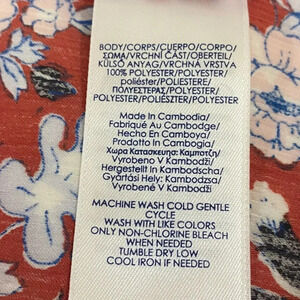 BODY/CORPS/CUERPO/CORPO/
ΣΩΜΑ/VRCHNÍ ČÁST/OBERTEIL/
KÜLSŐ ANYAG/VRCHNÁ VRSTVA
100% POLYESTER/POLYESTER/
poliéster/POLIESTERE/
ΠΟΛΥΕΣΤΕΡΑΣ/POLYESTER/
POLYESTER/POLIÉSZTER/POLYESTER
Made In Cambodia
Fabriqué Au Cambodge
Hecho En Camboya
Prodotto In Cambogia
Χωρα Κατασκευης: Καμποτζη
Vyrobeno V Kambodži
Hergestellt in Kambodscha
Gyártási Hely: Kambodzsa
Vyrobené V Kambodži
MACHINE WASH COLD GENTLE
CYCLE
WASH WITH LIKE COLORS
ONLY NON-CHLORINE BLEACH
WHEN NEEDED
TUMBLE DRY LOW
COOL IRON IF NEEDED